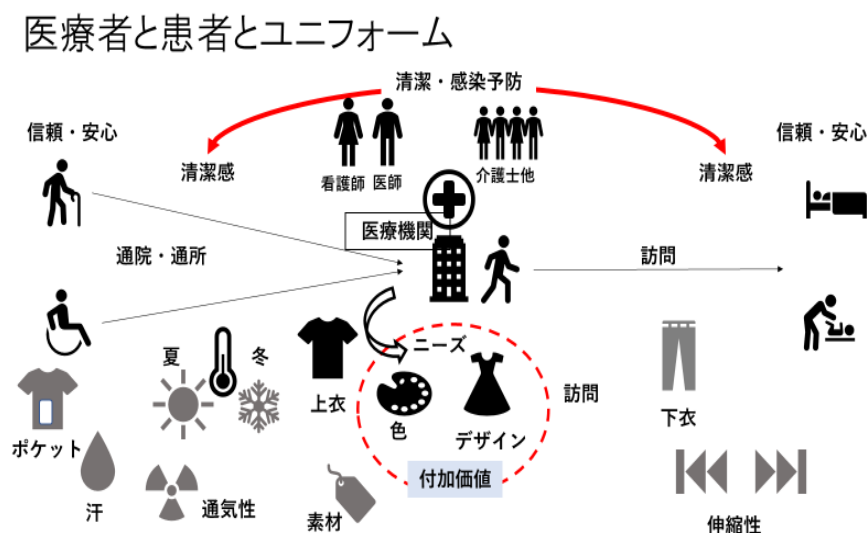 医療者と患者とユニフォーム
清潔・感染予防
信頼・安心
清潔感
看護師
医師
介護士他
清潔感
信頼・安心
医療機関
通院・通所
訪問
ニーズ
夏
冬
上衣
色
デザイン
訪問
下衣
ポケット
汗
通気性
素材
付加価値
伸縮性